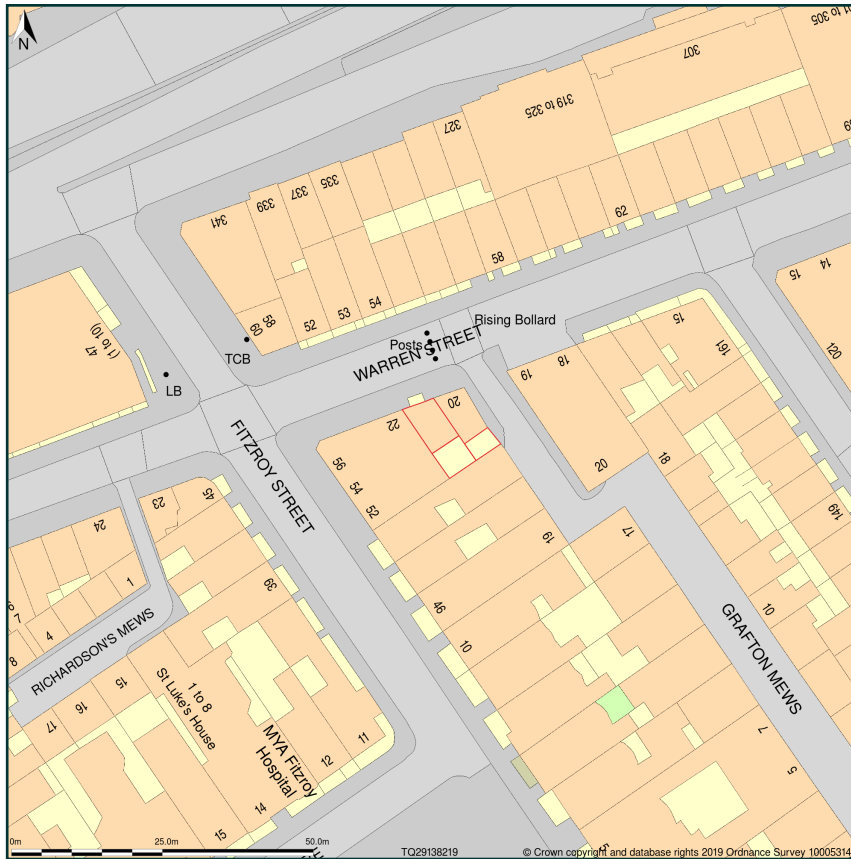 N
301 to 305
307
319 to 325
327
335
337
339
341
69
62
58
54
53
52
58
60
47
(1 to 10)
TCB
LB
Rising Bollard
Posts
WARREN STREET
15
14
120
15
161
18
19
20
22
20
18
149
56
54
52
FITZROY STREET
45
23
24
1
39
4
7
8
RICHARDSON'S MEWS
19
17
46
10
10
GRAFTON MEWS
7
5
15
16
17
1 to 8
St Luke's House
MYA Fitzroy
Hospital
11
12
14
15
0m
25.0m
50.0m
TQ29138219
© Crown copyright and database rights 2019 Ordnance Survey 10005314